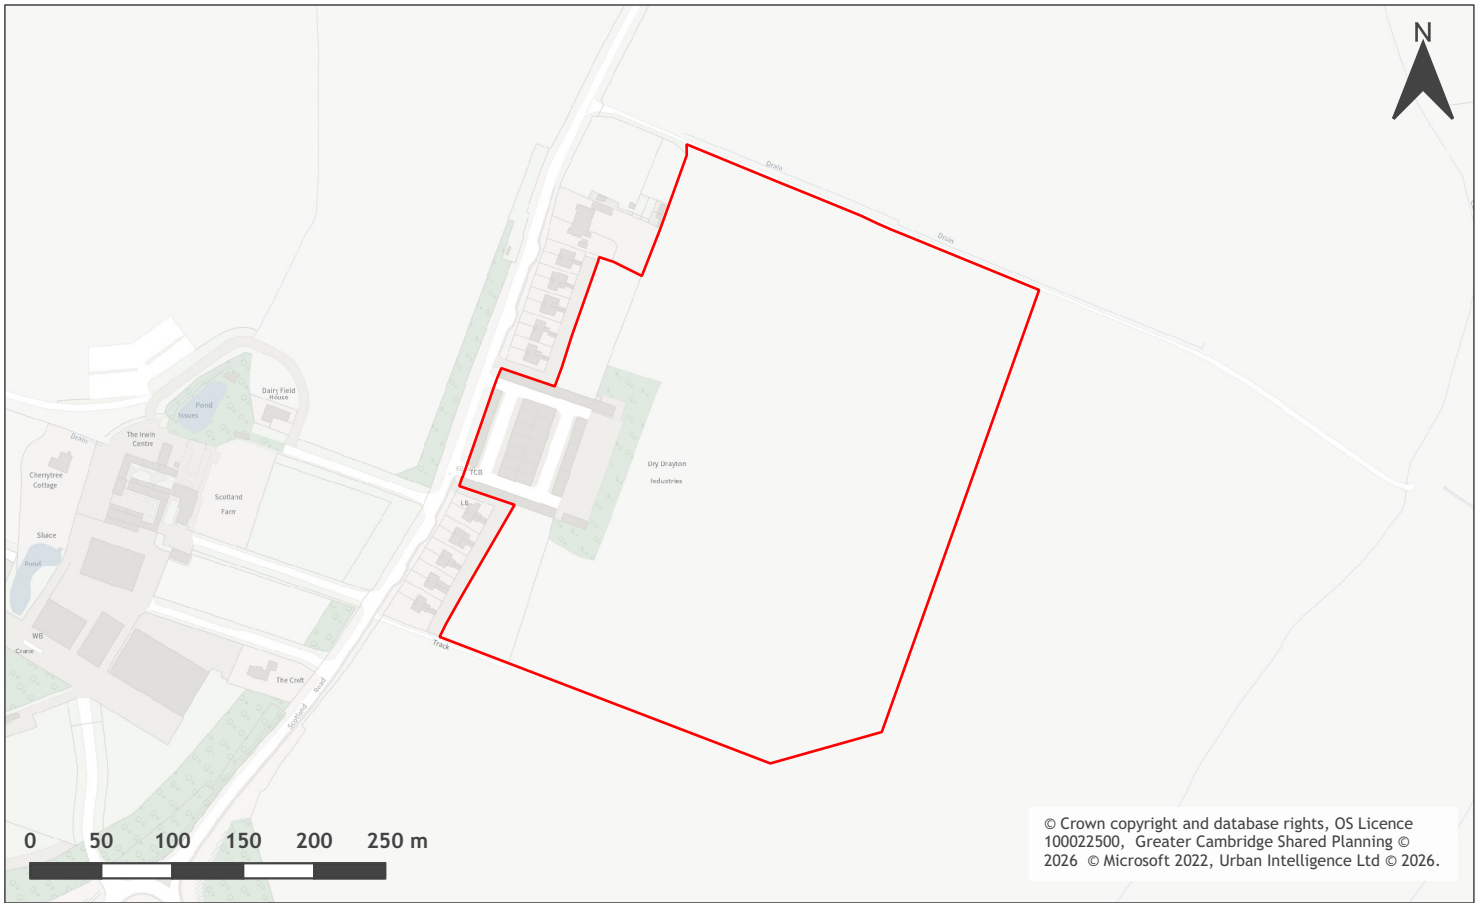 N
Drain
Drain
Dairy Field
House
Pond
Issues
The Irwin
Centre
Drain
Cherrytree
Cottage
Scotland
Farm
TCB
LB
Dry Drayton
Industries
Sluice
Pond
WB
Crane
Track
The Croft
Scotland Road
0 50 100 150 200 250 m
© Crown copyright and database rights, OS Licence
100022500, Greater Cambridge Shared Planning ©
2026 © Microsoft 2022, Urban Intelligence Ltd © 2026.